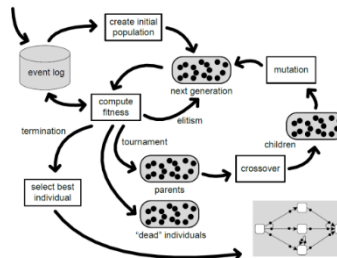 create initial
population
event log
mutation
next generation
compute
fitness
elitism
termination
tournament
children
select best
individual
parents
crossover
"dead" individuals